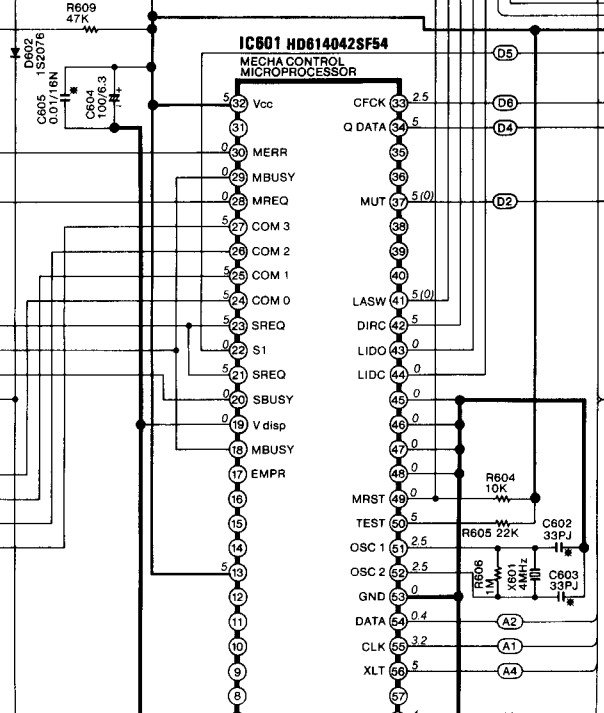 R609
47K
D602
1S2076
C605
0.01/16N
*
C604
100/6.3
+
IC601 HD614042SF54
MECHA CONTROL
MICROPROCESSOR
5 32 Vcc
31
0 30 MERR
0 29 MBUSY
0 28 MREQ
5 27 COM 3
26 COM 2
5 25 COM 1
5 24 COM 0
5 23 SREQ
0 22 S1
5 21 SREQ
0 20 SBUSY
0 19 V disp
18 MBUSY
17 EMPR
16
15
14
5 13
12
11
10
9
8
CFCK 33 2.5
Q DATA 34 5
35
36
MUT 37 5(0)
38
39
40
LASW 41 5(0)
DIRC 42 5
LIDO 43 0
LIDC 44 0
45 0
46 0
47 0
48 0
MRST 49 0
TEST 50 5
OSC 1 51 2.5
OSC 2 52 2.5
GND 53 0
DATA 54 0.4
CLK 55 3.2
XLT 56 5
57
D5
D6
D4
D2
R604
10K
R605 22K
C602
33PJ
*
R606
1M
X601
4MHz
C603
33PJ
*
A2
A1
A4